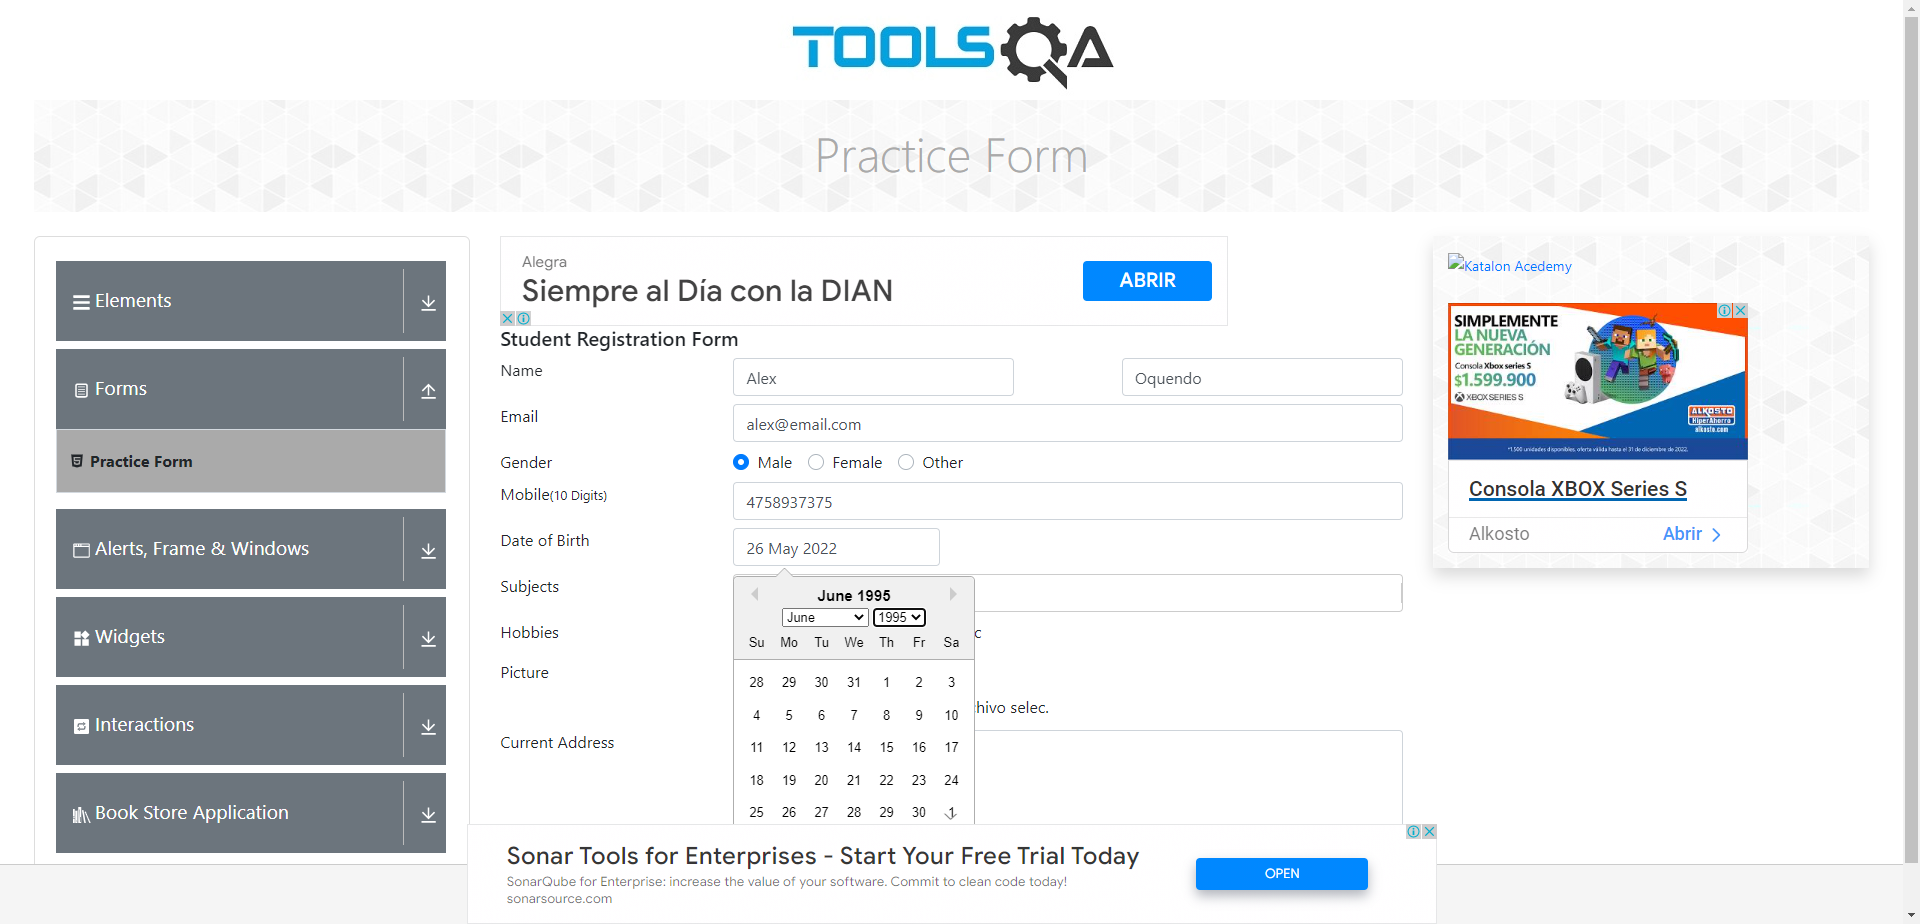 TOOLSQA
Practice Form
Elements
Forms
Practice Form
Alerts, Frame & Windows
Widgets
Interactions
Book Store Application
Alegra
Siempre al Día con la DIAN
ABRIR
Student Registration Form
Name
Alex
Oquendo
Email
alex@email.com
Gender
Male
Female
Other
Mobile(10 Digits)
4758937375
Date of Birth
26 May 2022
Subjects
June 1995
June
1995
Su Mo Tu We Th Fr Sa
28 29 30 31 1 2 3
4 5 6 7 8 9 10
11 12 13 14 15 16 17
18 19 20 21 22 23 24
25 26 27 28 29 30 1
Hobbies
c
Picture
hivo selec.
Current Address
Katalon Acedemy
SIMPLEMENTE
LA NUEVA
GENERACIÓN
Consola Xbox series S
$1.599.900
XBOX SERIES S
ALKOSTO
HiperAhorro
alkosto.com
*1.500 unidades disponibles, oferta válida hasta el 31 de diciembre de 2022.
Consola XBOX Series S
Alkosto
Abrir
Sonar Tools for Enterprises - Start Your Free Trial Today
SonarQube for Enterprise: increase the value of your software. Commit to clean code today!
sonarsource.com
OPEN